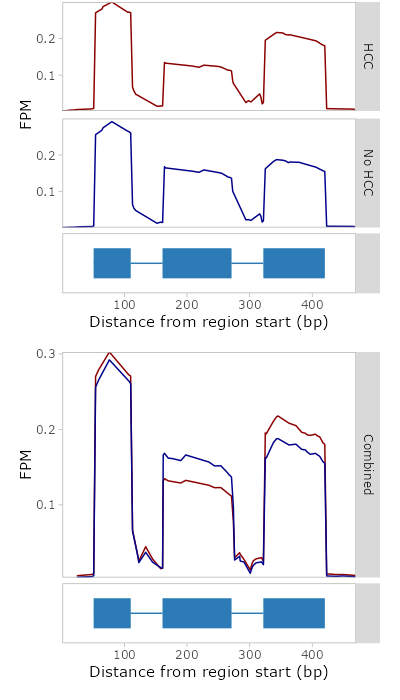 0.2
0.1
HCC
FPM
0.2
0.1
No HCC
100 200 300 400
Distance from region start (bp)
0.3
0.2
0.1
FPM
Combined
100 200 300 400
Distance from region start (bp)